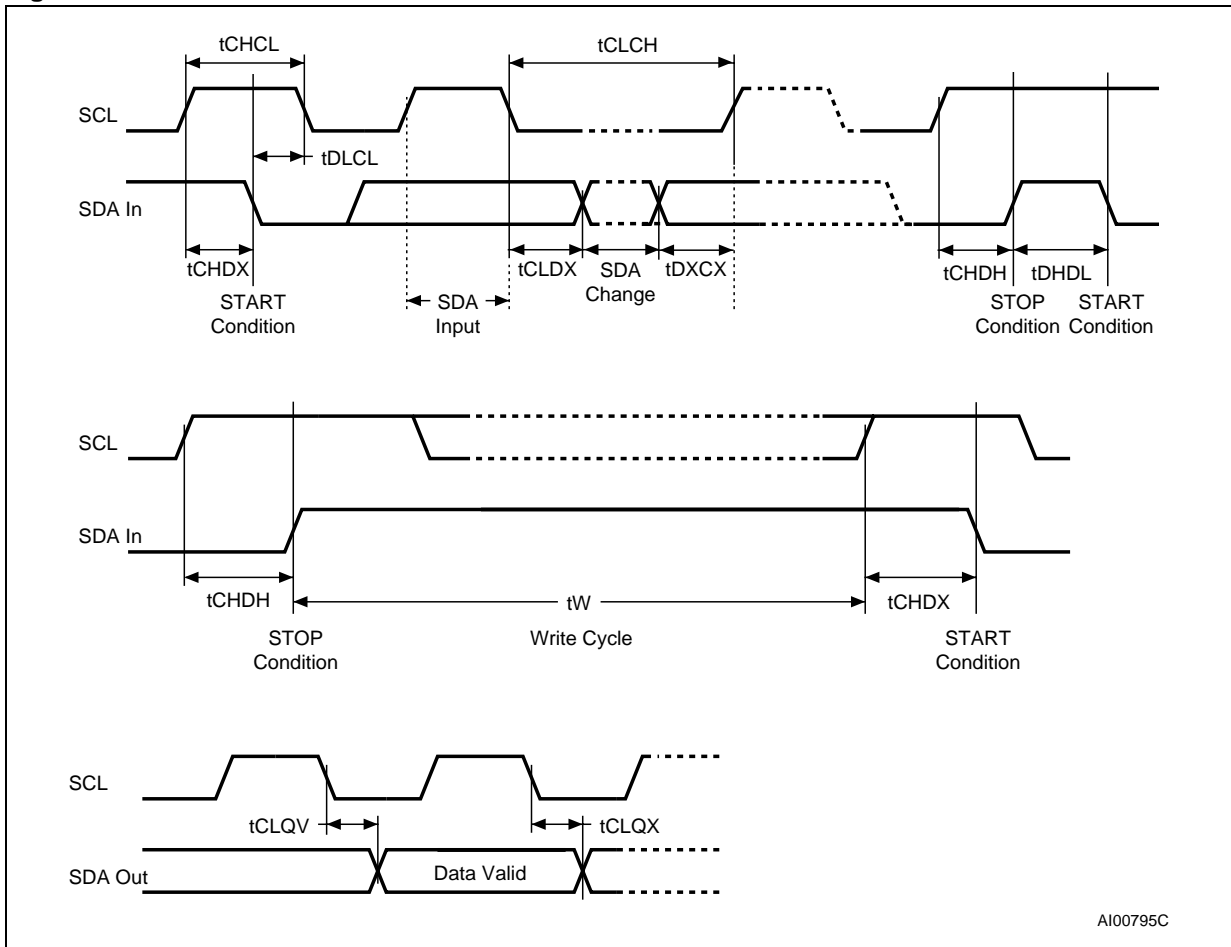 tCHCL
tCLCH
SCL
tDLCL
SDA In
tCHDX
tCLDX
SDA
Change
tDXCX
tCHDH
tDHDL
START
Condition
SDA
Input
STOP
Condition
START
Condition
SCL
SDA In
tCHDH
tW
tCHDX
STOP
Condition
Write Cycle
START
Condition
SCL
tCLQV
tCLQX
SDA Out
Data Valid
AI00795C